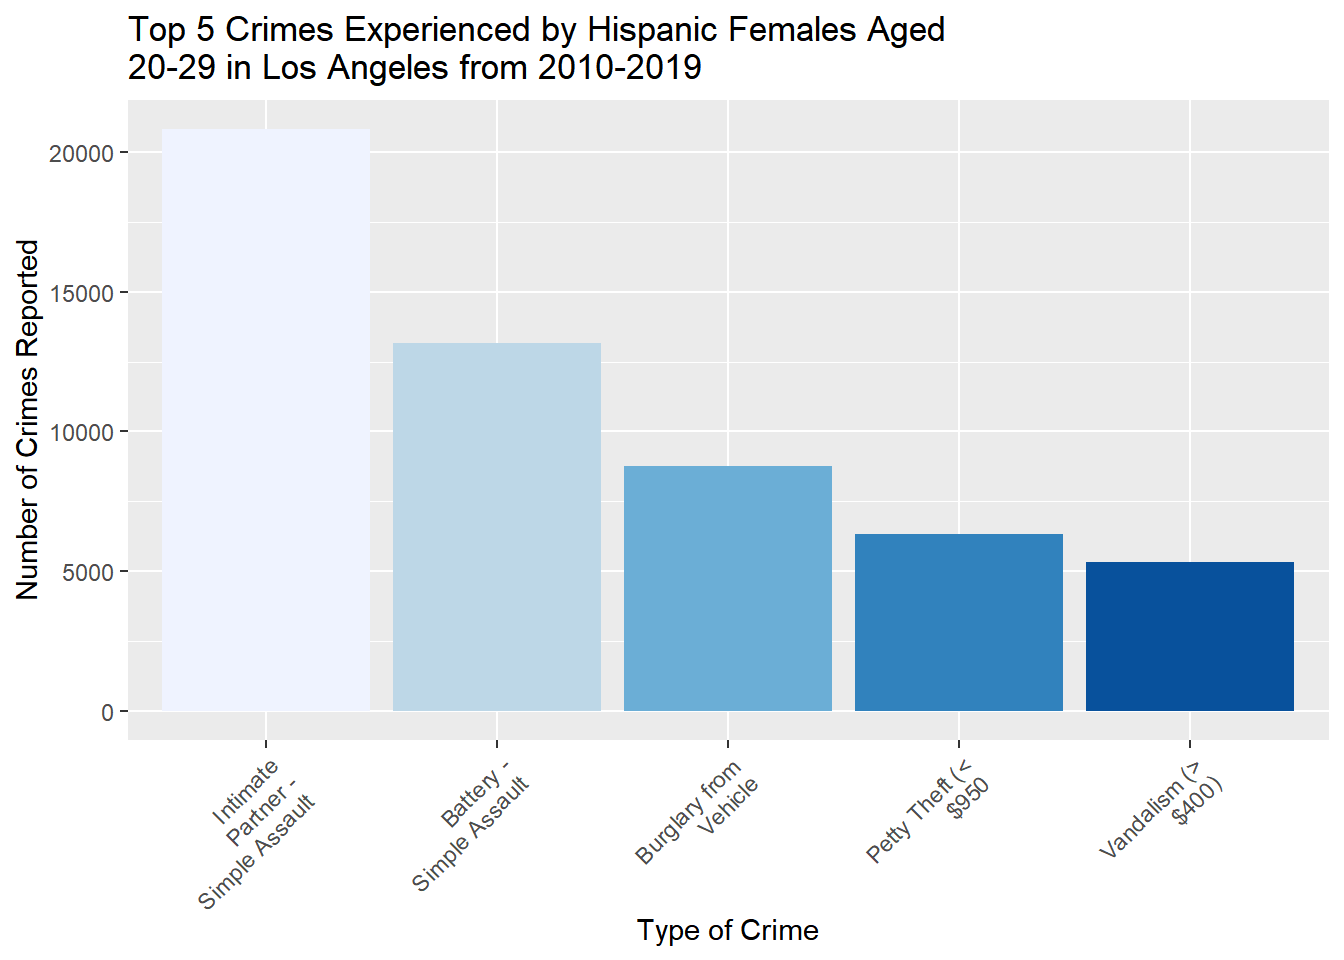 Top 5 Crimes Experienced by Hispanic Females Aged
20-29 in Los Angeles from 2010-2019
Number of Crimes Reported
20000
15000
10000
5000
0
Intimate
Partner -
Simple Assault
Battery -
Simple Assault
Burglary from
Vehicle
Petty Theft (<
$950
Vandalism (>
$400)
Type of Crime